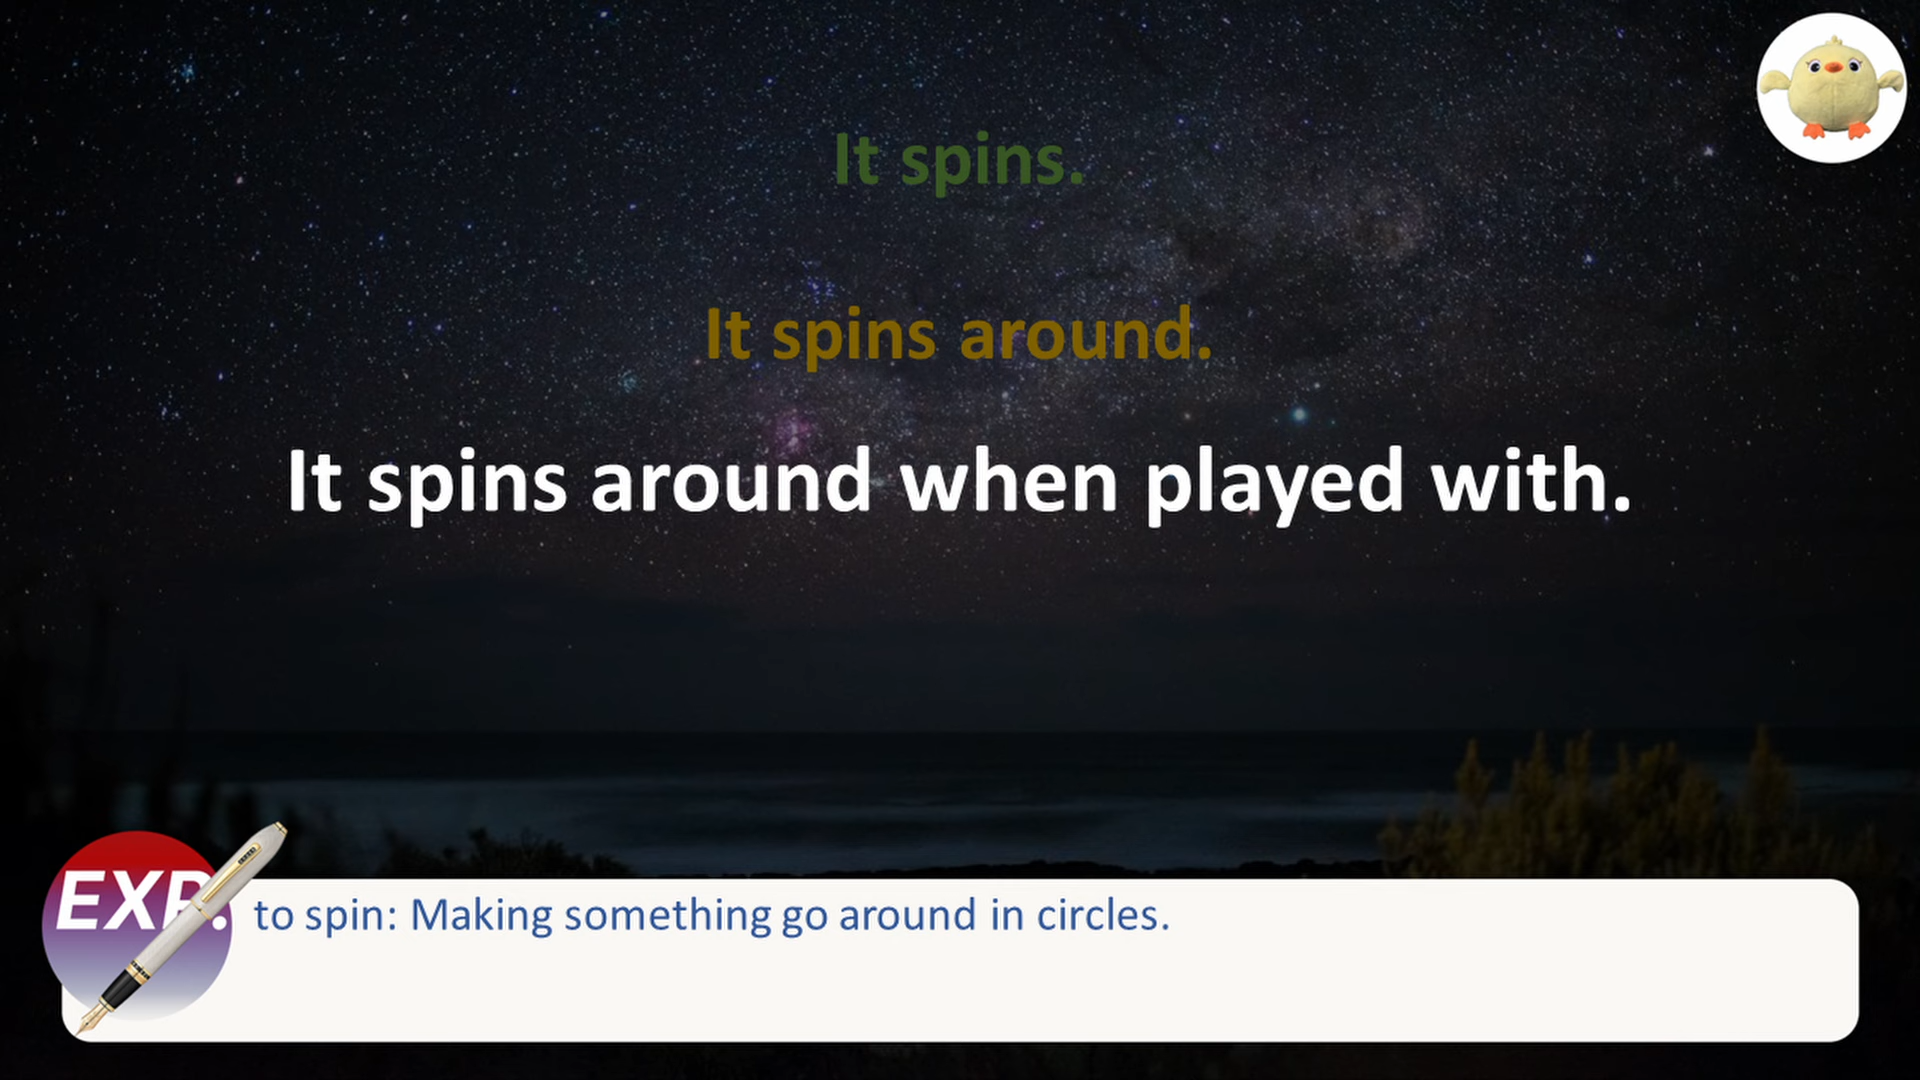 It spins.
It spins around.
It spins around when played with.
EXP.
to spin: Making something go around in circles.